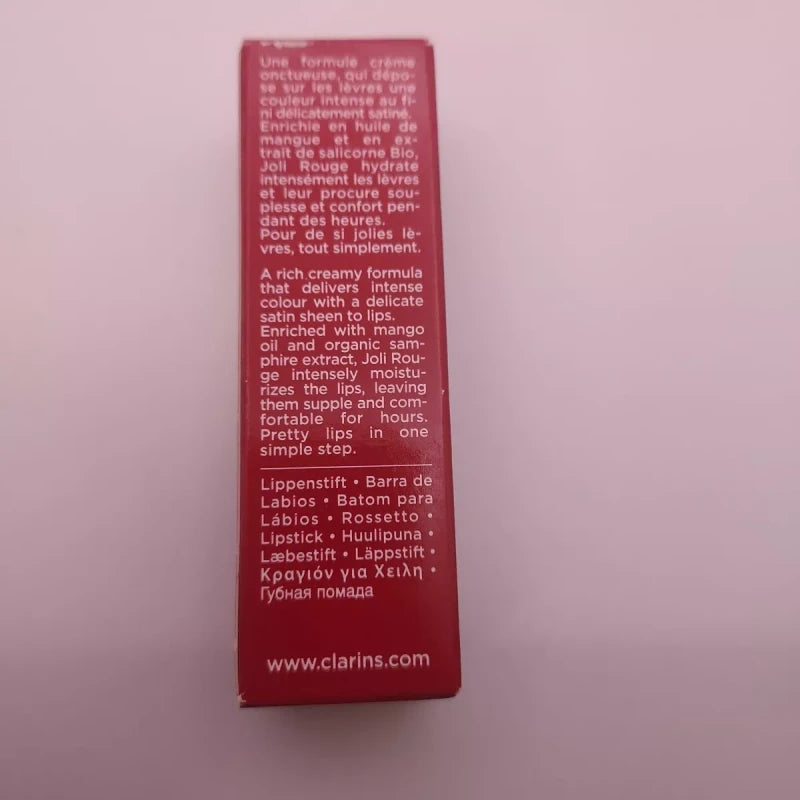 Une formule crème
onctueuse, qui dépo-
se sur les lèvres une
couleur intense au fi-
ni délicatement satiné.
Enrichie en huile de
mangue et en ex-
trait de salicorne Bio,
Joli Rouge hydrate
intensément les lèvres
et leur procure sou-
plesse et confort pen-
dant des heures.
Pour de si jolies lè-
vres, tout simplement.
A rich creamy formula
that delivers intense
colour with a delicate
satin sheen to lips.
Enriched with mango
oil and organic sam-
phire extract, Joli Rou-
ge intensely moistu-
rizes the lips, leaving
them supple and com-
fortable for hours.
Pretty lips in one
simple step.
Lippenstift • Barra de
Labios • Batom para
Lábios • Rossetto •
Lipstick • Huulipuna •
Læbestift • Läppstift •
Κραγιόν για Χειλη •
Губная помада
www.clarins.com